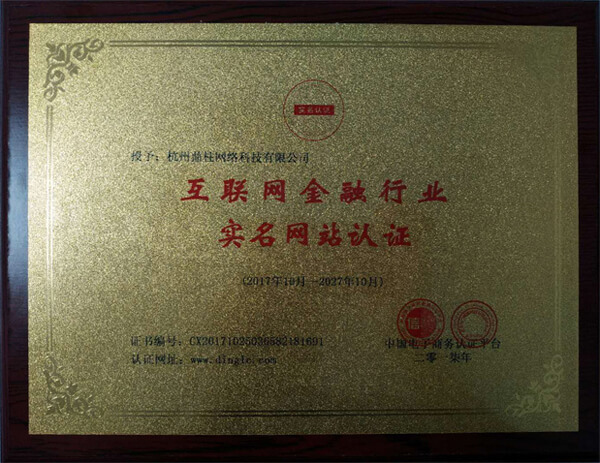 实名认证
授予：杭州鼎柱网络科技有限公司
互联网金融行业
实名网站认证
(2017年10月—2027年10月)
证书编号：CX20171025036582481691
认证网址：www.dinglc.com
信
中国电子商务认证平台
二零一柒年